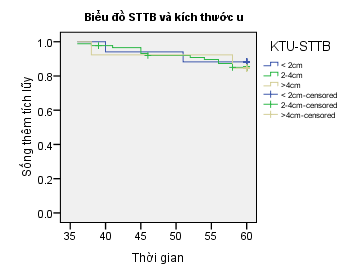 Biểu đồ STTB và kích thước u
KTU-STTB
< 2cm
2-4cm
>4cm
< 2cm-censored
2-4cm-censored
>4cm-censored
Sống thêm tích lũy
1.0
0.8
0.6
0.4
0.2
0.0
35 40 45 50 55 60
Thời gian